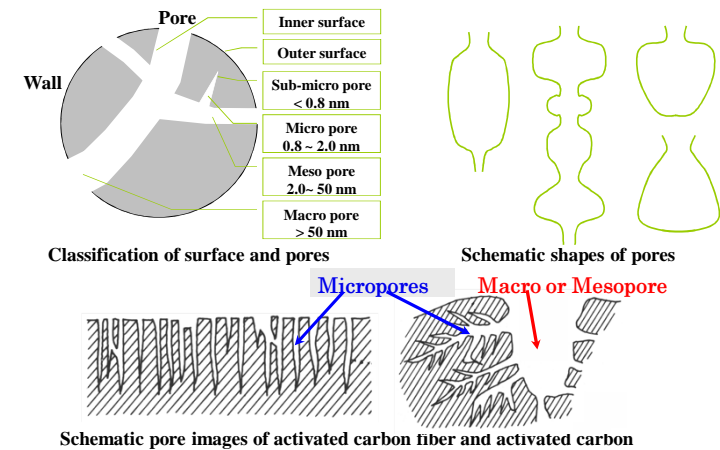 Pore
Wall
Inner surface
Outer surface
Sub-micro pore
< 0.8 nm
Micro pore
0.8 ~ 2.0 nm
Meso pore
2.0~ 50 nm
Macro pore
> 50 nm
Classification of surface and pores
Schematic shapes of pores
Micropores
Macro or Mesopore
Schematic pore images of activated carbon fiber and activated carbon